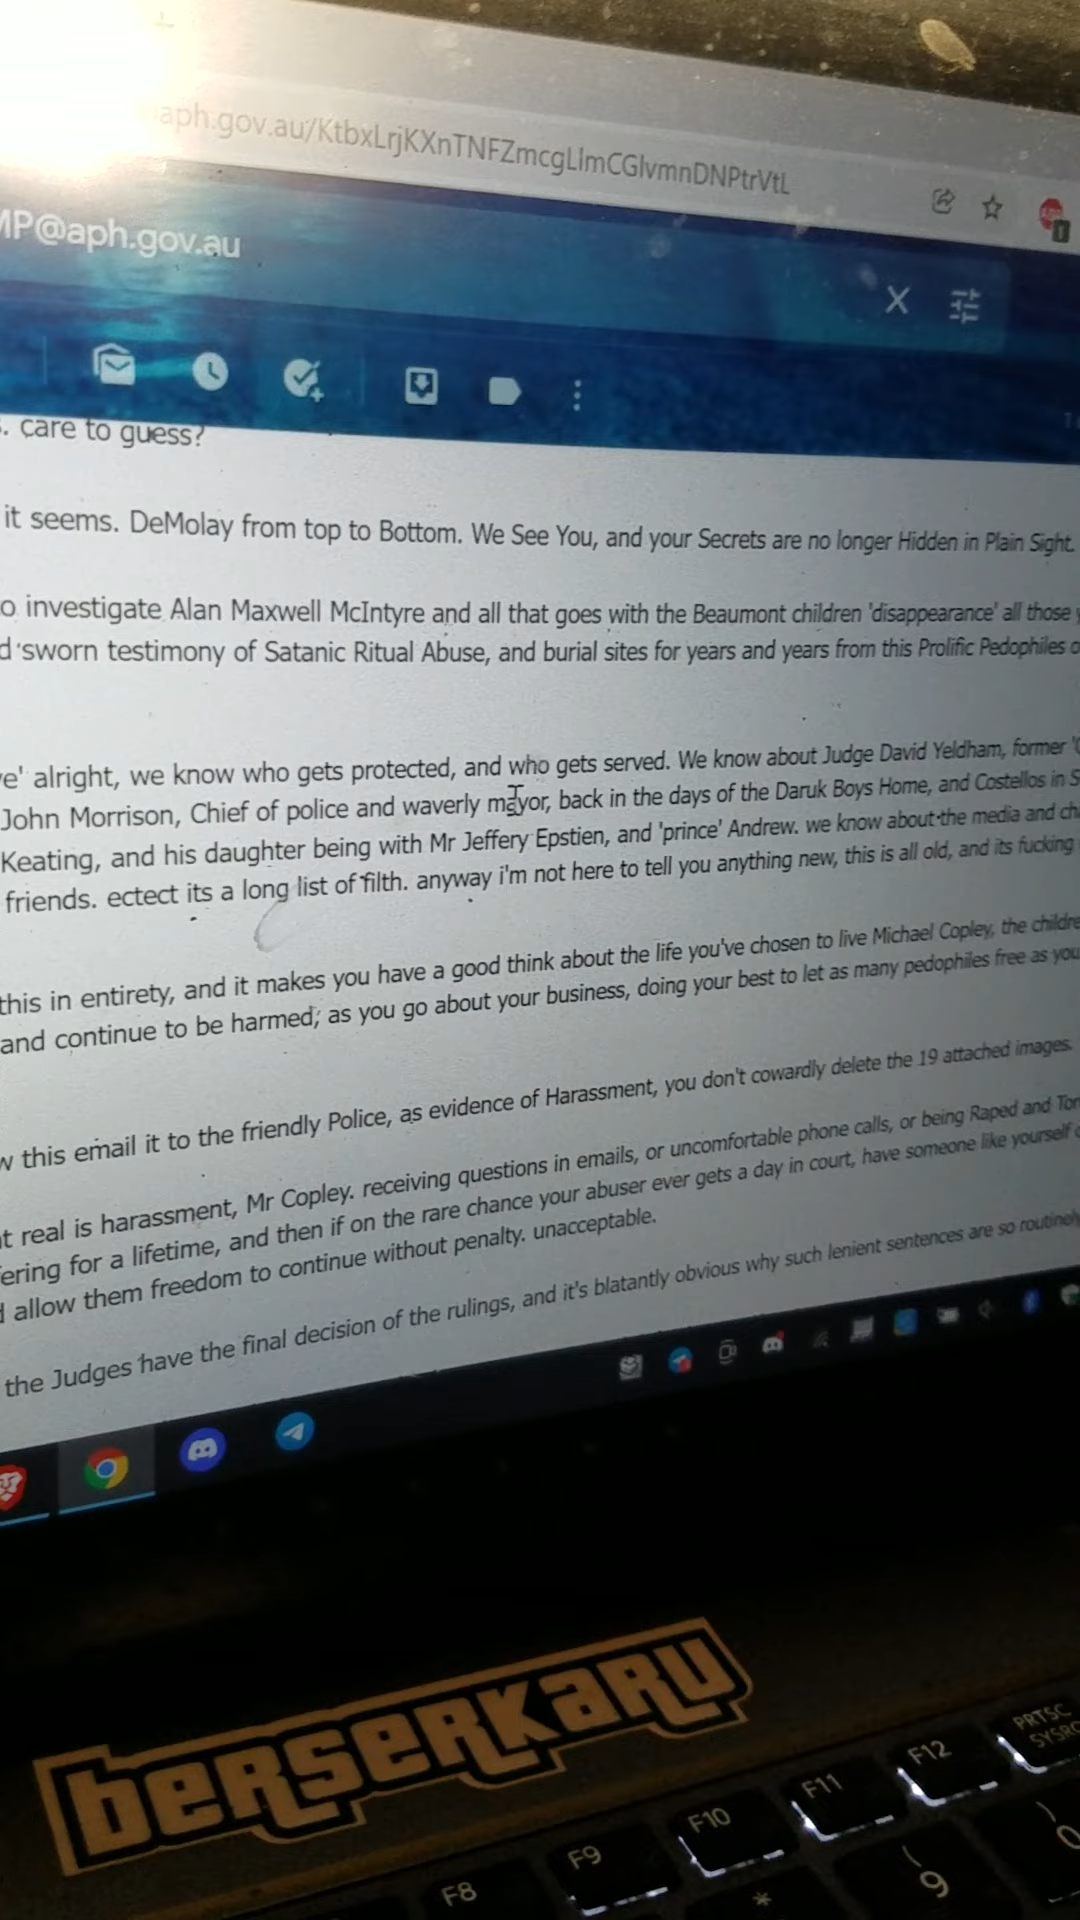 aph.gov.au/KtbxLrjKXnTNFZmcgLlmCGlvmnDNPtrVtL
MP@aph.gov.au
. care to guess?
it seems. DeMolay from top to Bottom. We See You, and your Secrets are no longer Hidden in Plain Sight.
o investigate Alan Maxwell McIntyre and all that goes with the Beaumont children 'disappearance' all those
d sworn testimony of Satanic Ritual Abuse, and burial sites for years and years from this Prolific Pedophiles
e' alright, we know who gets protected, and who gets served. We know about Judge David Yeldham, former
John Morrison, Chief of police and waverly mayor, back in the days of the Daruk Boys Home, and Costellos in S
Keating, and his daughter being with Mr Jeffery Epstien, and 'prince' Andrew. we know about the media and ch
friends. ectect its a long list of filth. anyway i'm not here to tell you anything new, this is all old, and its fucking
this in entirety, and it makes you have a good think about the life you've chosen to live Michael Copley, the childre
and continue to be harmed; as you go about your business, doing your best to let as many pedophiles free as you
w this email it to the friendly Police, as evidence of Harassment, you don't cowardly delete the 19 attached images.
t real is harassment, Mr Copley. receiving questions in emails, or uncomfortable phone calls, or being Raped and Tor
ering for a lifetime, and then if on the rare chance your abuser ever gets a day in court, have someone like yourself
allow them freedom to continue without penalty. unacceptable.
the Judges have the final decision of the rulings, and it's blatantly obvious why such lenient sentences are so routinely
BERSERKARU
F8
F9
F10
F11
F12
PRTSC
SYSRQ
*
(
9
)
0